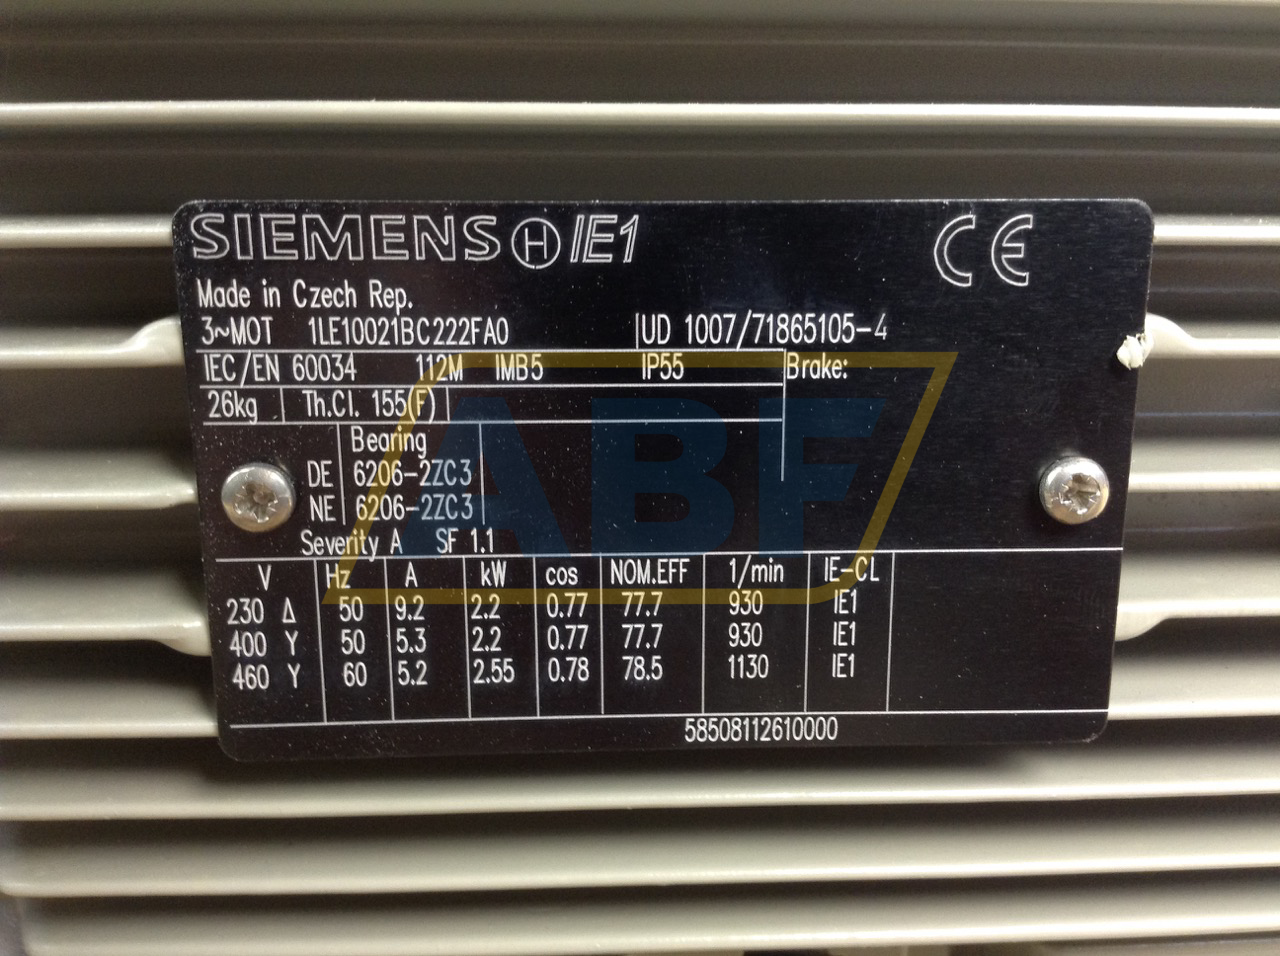 SIEMENS H IE1 CE
Made in Czech Rep.
3~MOT 1LE10021BC222FA0 UD 1007/71865105-4
IEC/EN 60034 112M IMB5 IP55 Brake:
26kg Th.Cl. 155(F)
Bearing
DE 6206-2ZC3
NE 6206-2ZC3
Severity A SF 1.1
V Hz A kW cos NOM.EFF 1/min IE-CL
230 Δ 50 9.2 2.2 0.77 77.7 930 IE1
400 Y 50 5.3 2.2 0.77 77.7 930 IE1
460 Y 60 5.2 2.55 0.78 78.5 1130 IE1
58508112610000
ABF